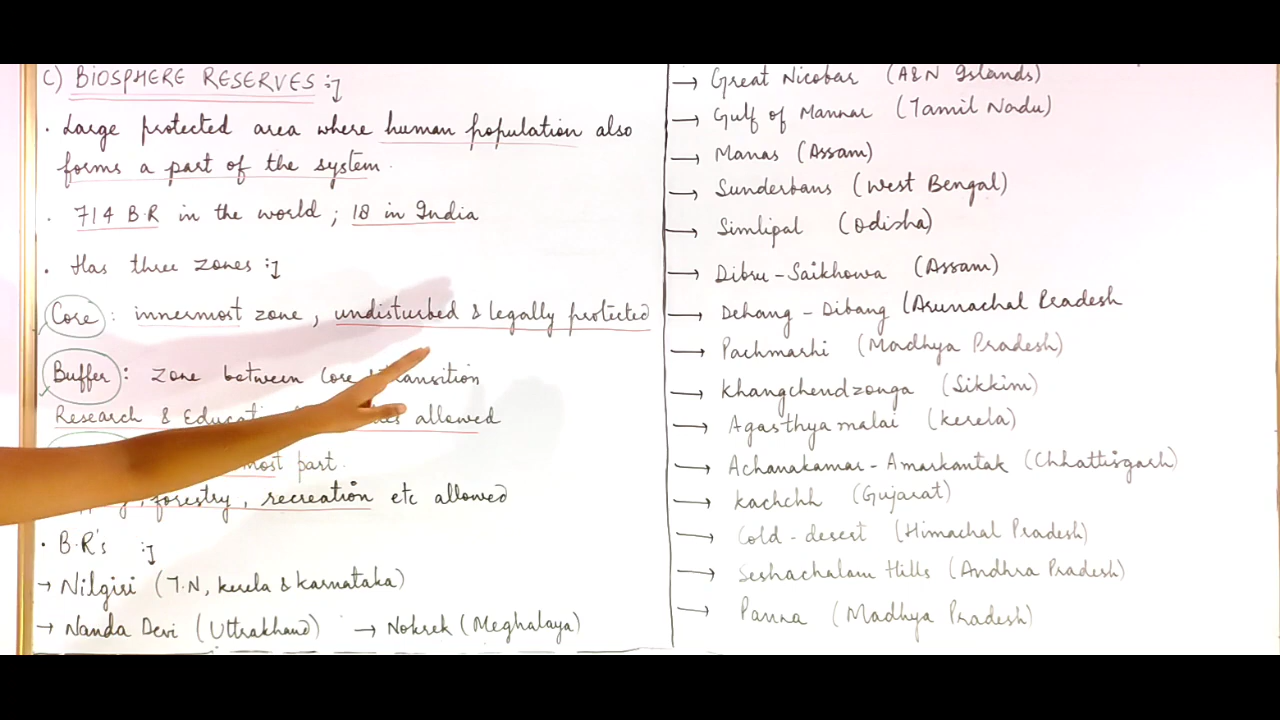 C) BIOSPHERE RESERVES :]
. Large protected area where human population also
forms a part of the system.
. 714 B.R in the world ; 18 in India
. Has three zones :]
Core : innermost zone, undisturbed & legally protected
Buffer : zone between Core transition
Research & allowed
part.
, forestry, recreation etc allowed
. B.R's :]
→ Nilgiri (T.N, kerela & karnataka)
→ Nanda Devi (Uttrakhand) → Nokrek (Meghalaya)
→ Great Nicobar (A&N Islands)
→ Gulf of Mannar (Tamil Nadu)
→ Manas (Assam)
→ Sunderbans (West Bengal)
→ Simlipal (Odisha)
→ Dibru-Saikhowa (Assam)
→ Dehang-Dibang (Arunachal Pradesh
→ Pachmarhi (Madhya Pradesh)
→ Khangchendzonga (Sikkim)
→ Agasthyamalai (kerela)
→ Achanakamar-Amarkantak (Chhattisgarh)
→ kachchh (Gujarat)
→ Cold-desert (Himachal Pradesh)
→ Seshachalam Hills (Andhra Pradesh)
→ Panna (Madhya Pradesh)